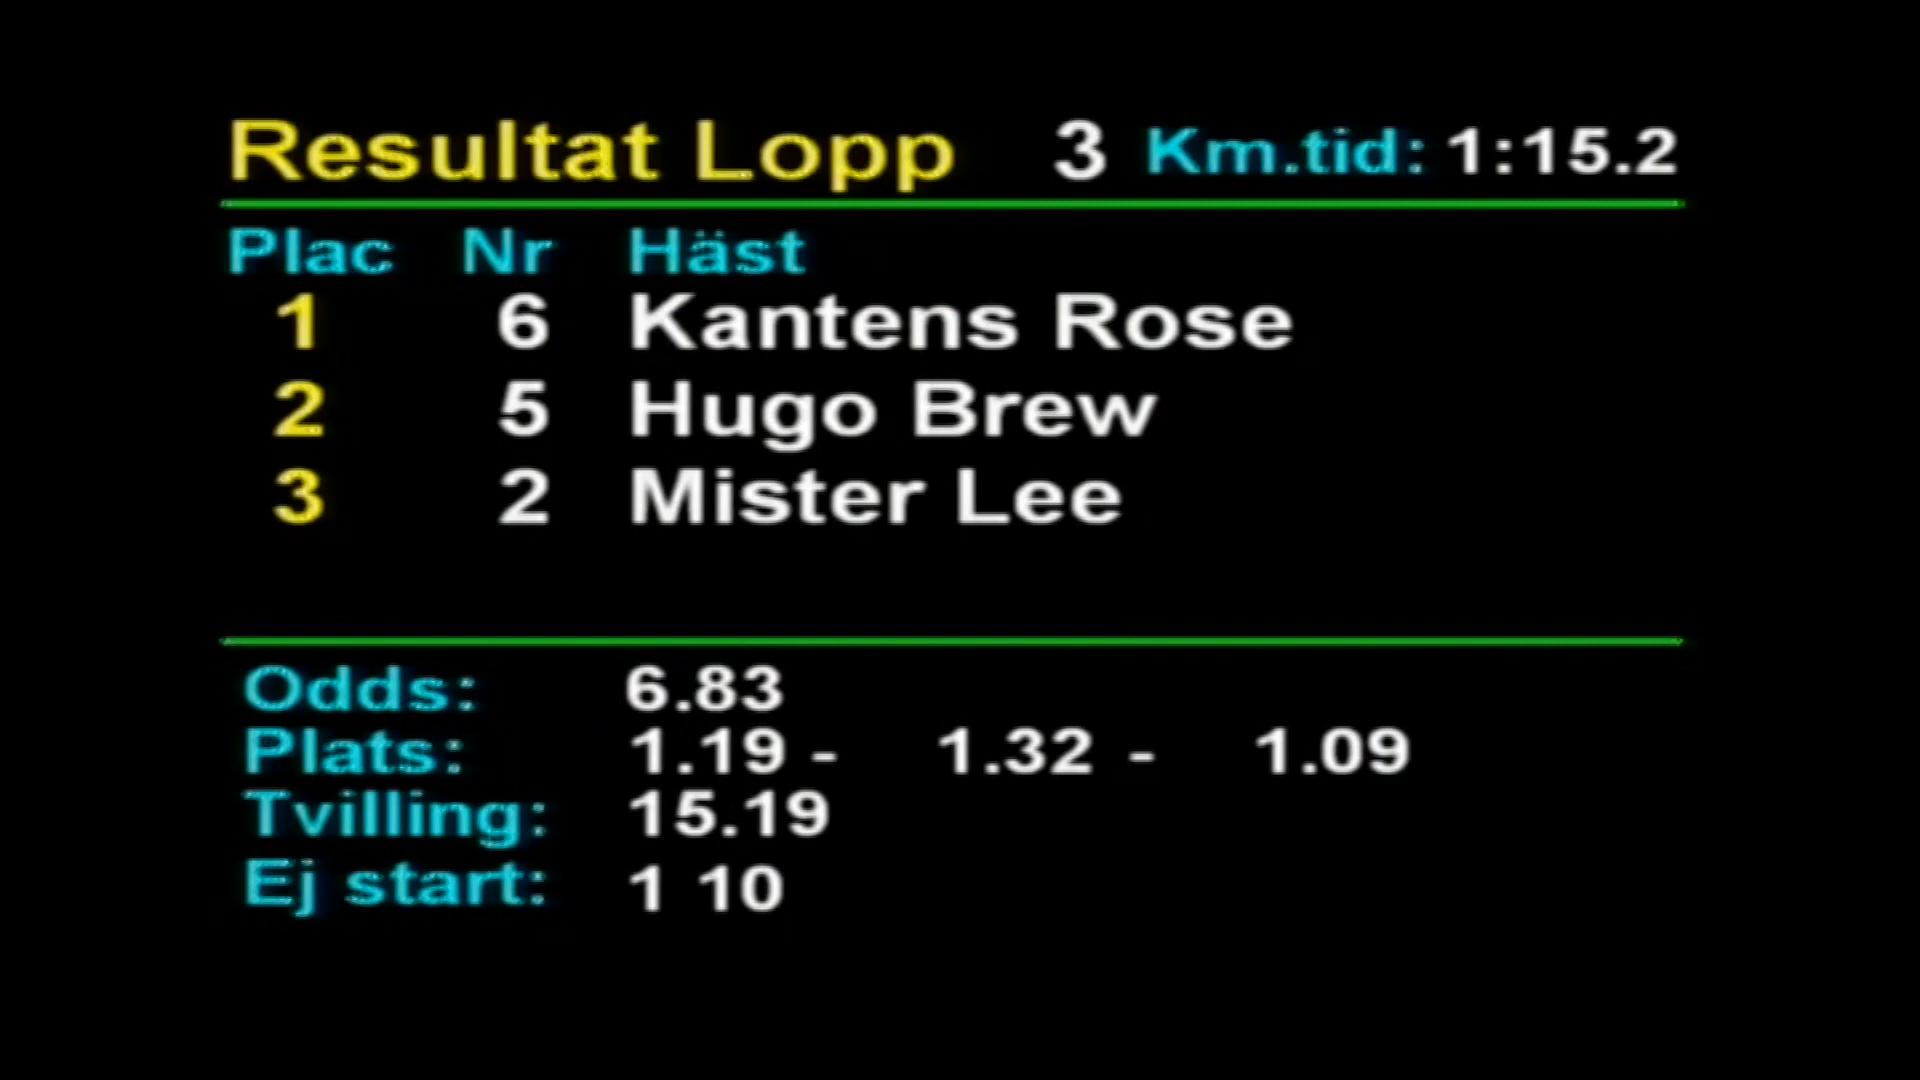 Resultat Lopp 3 Km.tid: 1:15.2
Plac Nr Häst
1 6 Kantens Rose
2 5 Hugo Brew
3 2 Mister Lee
Odds: 6.83
Plats: 1.19 - 1.32 - 1.09
Tvilling: 15.19
Ej start: 1 10